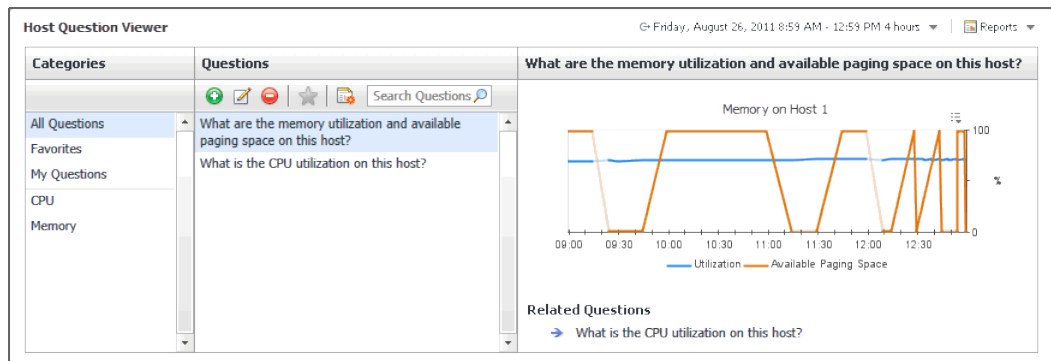 Host Question Viewer
Friday, August 26, 2011 8:59 AM - 12:59 PM 4 hours
Reports
Categories
Questions
What are the memory utilization and available paging space on this host?
Search Questions
All Questions
Favorites
My Questions
CPU
Memory
What are the memory utilization and available
paging space on this host?
What is the CPU utilization on this host?
Memory on Host 1
100
%
0
09:00 09:30 10:00 10:30 11:00 11:30 12:00 12:30
Utilization Available Paging Space
Related Questions
What is the CPU utilization on this host?